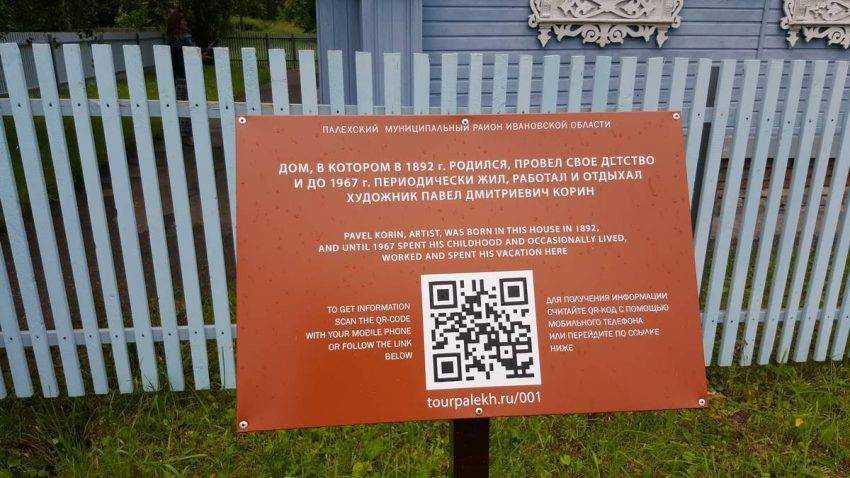 ПАЛЕХСКИЙ МУНИЦИПАЛЬНЫЙ РАЙОН ИВАНОВСКОЙ ОБЛАСТИ
ДОМ, В КОТОРОМ В 1892 г. РОДИЛСЯ, ПРОВЕЛ СВОЕ ДЕТСТВО
И ДО 1967 г. ПЕРИОДИЧЕСКИ ЖИЛ, РАБОТАЛ И ОТДЫХАЛ
ХУДОЖНИК ПАВЕЛ ДМИТРИЕВИЧ КОРИН
PAVEL KORIN, ARTIST, WAS BORN IN THIS HOUSE IN 1892,
AND UNTIL 1967 SPENT HIS CHILDHOOD AND OCCASIONALLY LIVED,
WORKED AND SPENT HIS VACATION HERE
TO GET INFORMATION
SCAN THE QR-CODE
WITH YOUR MOBILE PHONE
OR FOLLOW THE LINK
BELOW
ДЛЯ ПОЛУЧЕНИЯ ИНФОРМАЦИИ
СЧИТАЙТЕ QR-КОД С ПОМОЩЬЮ
МОБИЛЬНОГО ТЕЛЕФОНА
ИЛИ ПЕРЕЙДИТЕ ПО ССЫЛКЕ
НИЖЕ
tourpalekh.ru/001